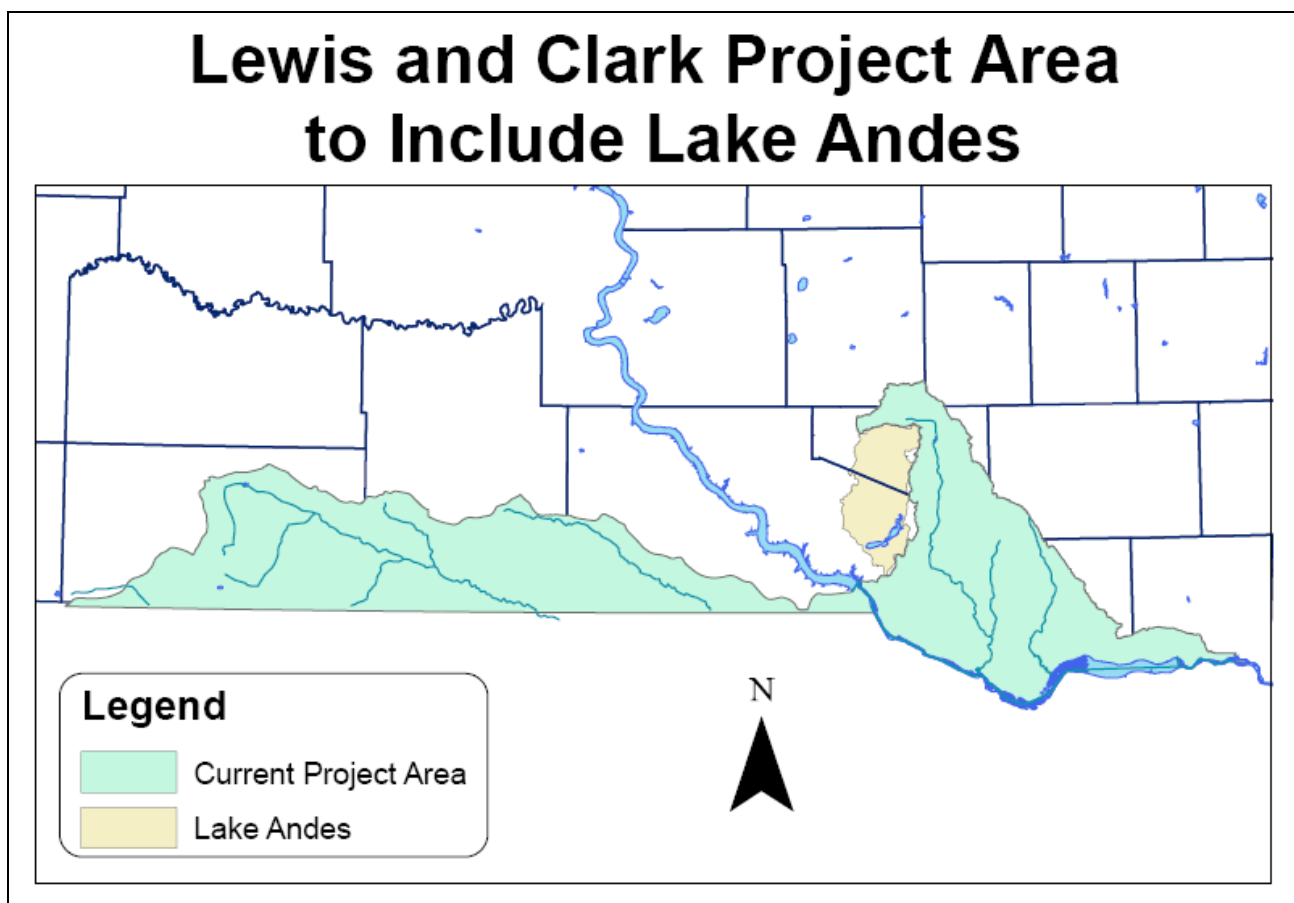 Lewis and Clark Project Area
to Include Lake Andes
N
Legend
Current Project Area
Lake Andes